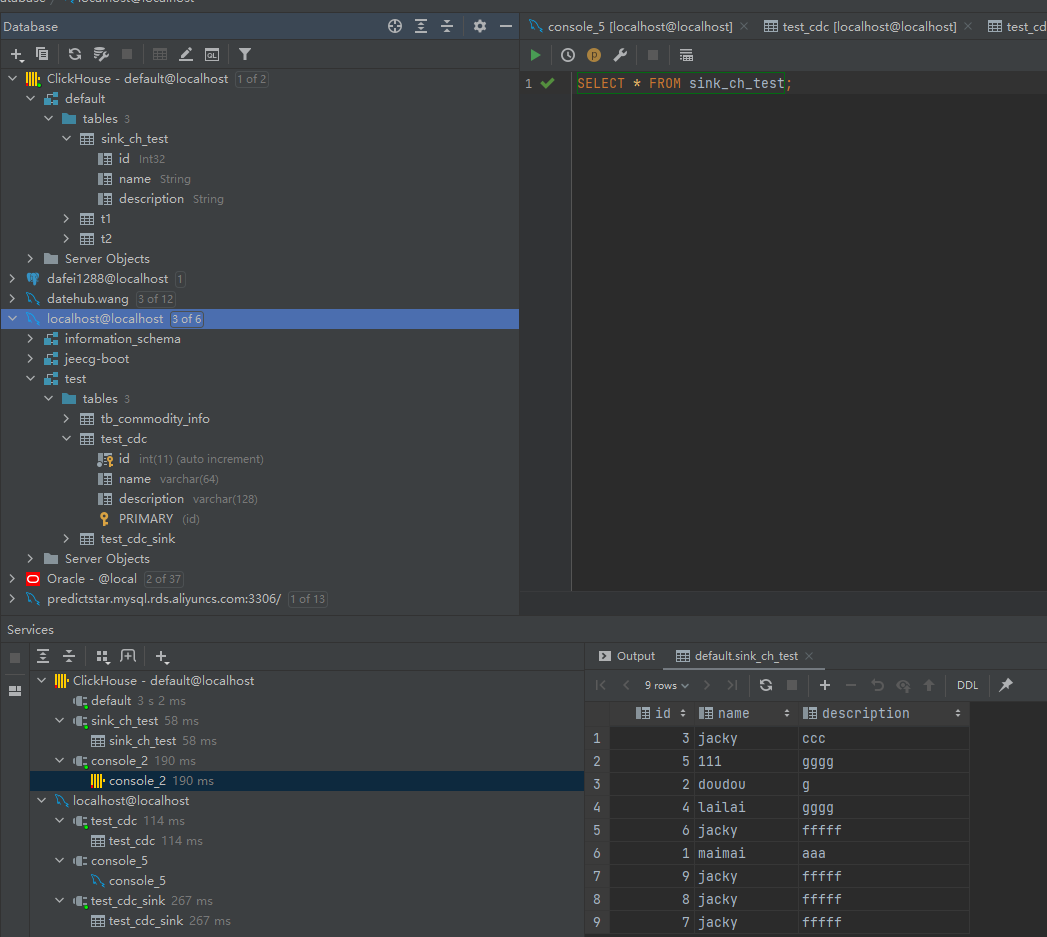 Database
ClickHouse - default@localhost 1 of 2
default
tables 3
sink_ch_test
id Int32
name String
description String
t1
t2
Server Objects
dafei1288@localhost 1
datehub.wang 3 of 12
localhost@localhost 3 of 6
information_schema
jeecg-boot
test
tables 3
tb_commodity_info
test_cdc
id int(11) (auto increment)
name varchar(64)
description varchar(128)
PRIMARY (id)
test_cdc_sink
Server Objects
Oracle - @local 2 of 37
predictstar.mysql.rds.aliyuncs.com:3306/ 1 of 13
console_5 [localhost@localhost] test_cdc [localhost@localhost] test_cd
1 SELECT * FROM sink_ch_test;
Services
ClickHouse - default@localhost
default 3 s 2 ms
sink_ch_test 58 ms
sink_ch_test 58 ms
console_2 190 ms
console_2 190 ms
localhost@localhost
test_cdc 114 ms
test_cdc 114 ms
console_5
console_5
test_cdc_sink 267 ms
test_cdc_sink 267 ms
Output default.sink_ch_test
9 rows DDL
id name description
1 3 jacky ccc
2 5 111 gggg
3 2 doudou g
4 4 lailai gggg
5 6 jacky fffff
6 1 maimai aaa
7 9 jacky fffff
8 8 jacky fffff
9 7 jacky fffff